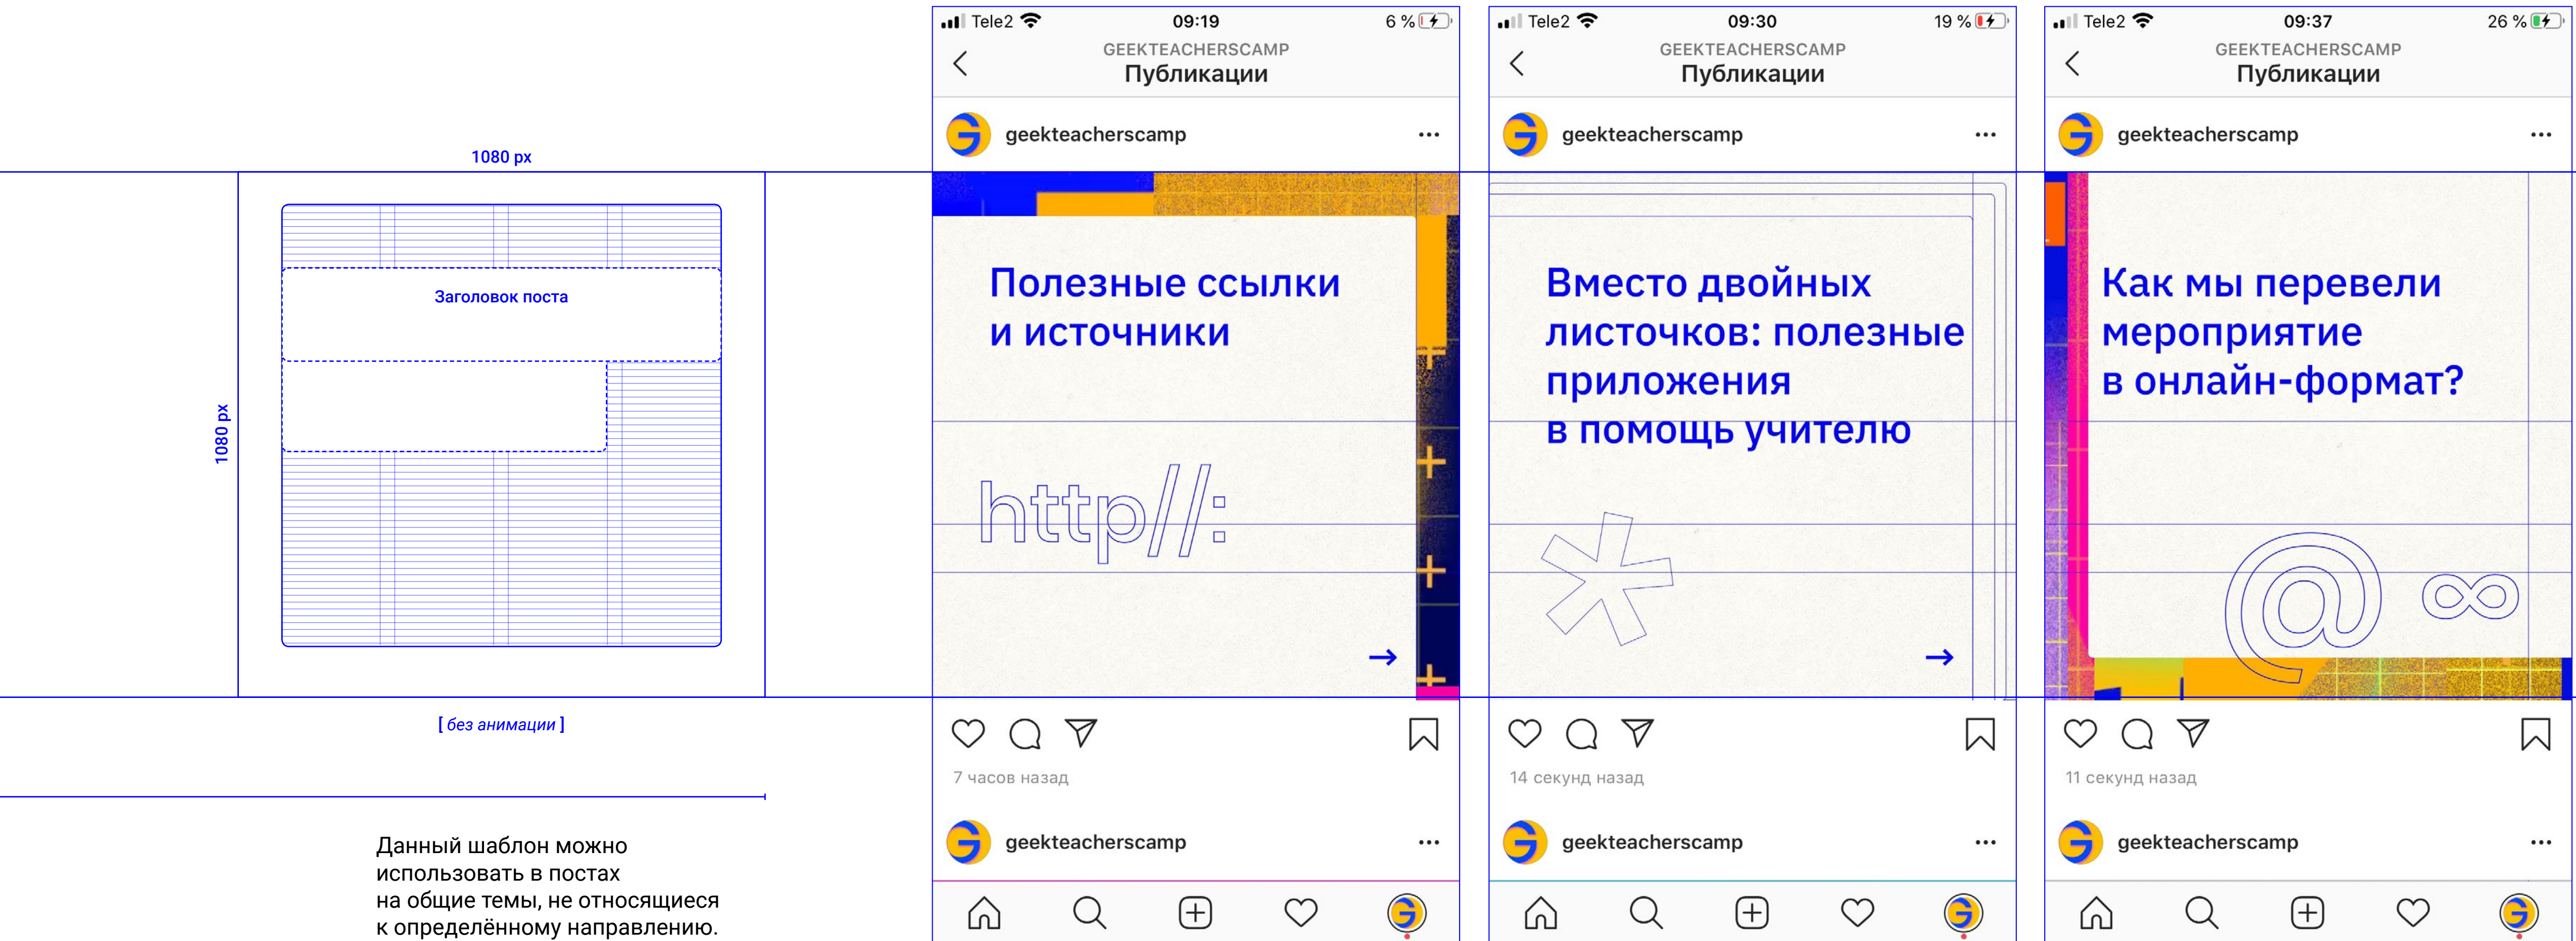 1080 px
1080 px
Заголовок поста
[ без анимации ]
Данный шаблон можно
использовать в постах
на общие темы, не относящиеся
к определённому направлению.
Tele2 09:19 6 %
GEEKTEACHERSCAMP
Публикации
geekteacherscamp
Полезные ссылки
и источники
http//:
7 часов назад
geekteacherscamp
Tele2 09:30 19 %
GEEKTEACHERSCAMP
Публикации
geekteacherscamp
Вместо двойных
листочков: полезные
приложения
в помощь учителю
14 секунд назад
geekteacherscamp
Tele2 09:37 26 %
GEEKTEACHERSCAMP
Публикации
geekteacherscamp
Как мы перевели
мероприятие
в онлайн-формат?
@ ∞
11 секунд назад
geekteacherscamp